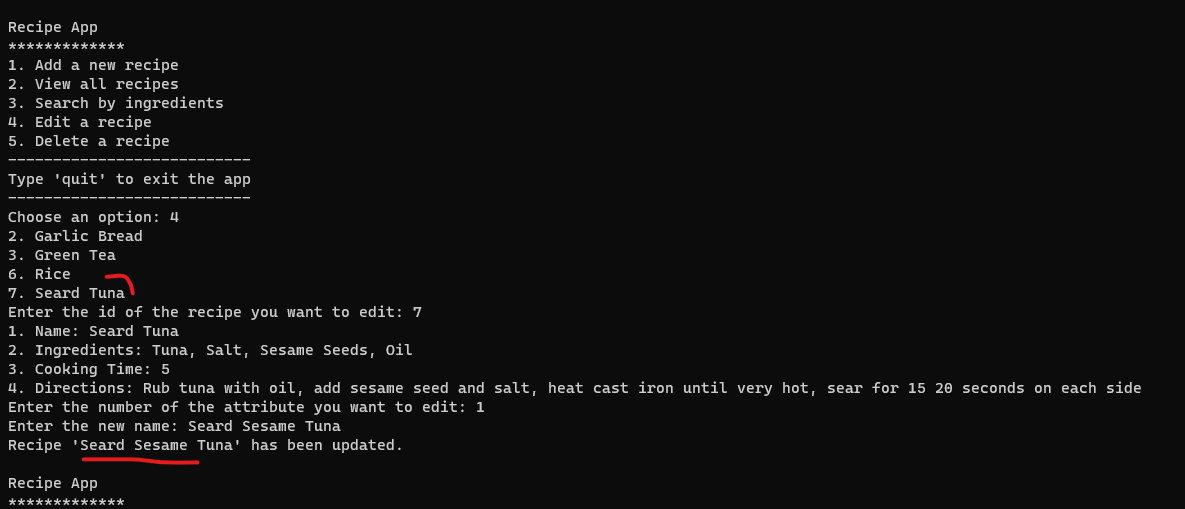 Recipe App
*************
1. Add a new recipe
2. View all recipes
3. Search by ingredients
4. Edit a recipe
5. Delete a recipe
---------------------------
Type 'quit' to exit the app
---------------------------
Choose an option: 4
2. Garlic Bread
3. Green Tea
6. Rice
7. Seard Tuna
Enter the id of the recipe you want to edit: 7
1. Name: Seard Tuna
2. Ingredients: Tuna, Salt, Sesame Seeds, Oil
3. Cooking Time: 5
4. Directions: Rub tuna with oil, add sesame seed and salt, heat cast iron until very hot, sear for 15 20 seconds on each side
Enter the number of the attribute you want to edit: 1
Enter the new name: Seard Sesame Tuna
Recipe 'Seard Sesame Tuna' has been updated.
Recipe App
*************